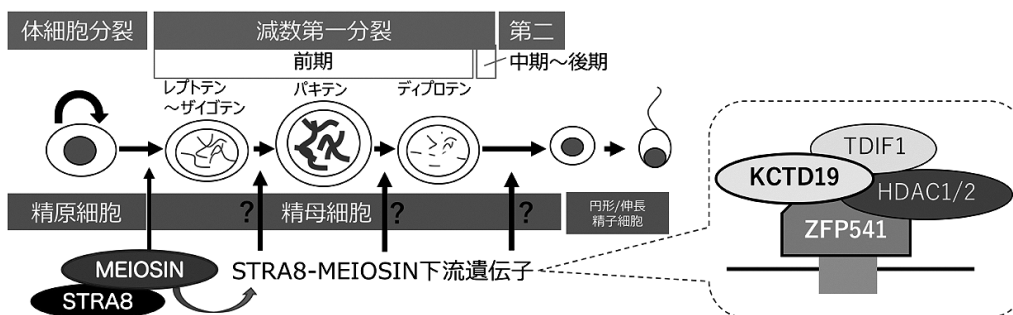 体細胞分裂
減数第一分裂
第二
前期
中期～後期
レプトテン
～ザイゴテン
パキテン
ディプロテン
精原細胞
?
精母細胞
?
?
円形/伸長
精子細胞
MEIOSIN
STRA8
STRA8-MEIOSIN下流遺伝子
TDIF1
KCTD19
HDAC1/2
ZFP541